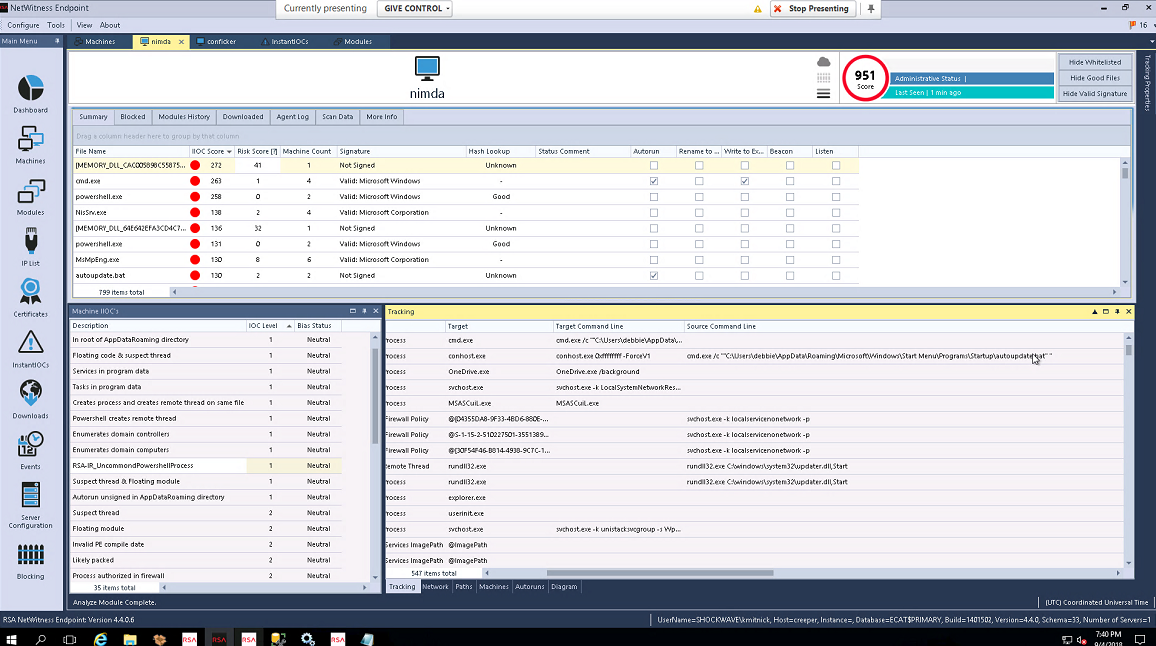 NetWitness Endpoint
Currently presenting
GIVE CONTROL
Stop Presenting
Configure Tools View About
16
Main Menu
Machines
nimda
conficker
InstantIOCs
Modules
nimda
951
Score
Administrative Status |
Last Seen | 1 min ago
Hide Whitelisted
Hide Good Files
Hide Valid Signature
Tracking Properties
Dashboard
Machines
Modules
IP List
Certificates
InstantIOCs
Downloads
Events
Server
Configuration
Blocking
Summary Blocked Modules History Downloaded Agent Log Scan Data More Info
Drag a column header here to group by that column
File Name IIOC Score Risk Score [?] Machine Count Signature Hash Lookup Status Comment Autorun Rename to ... Write to Ex... Beacon Listen
272 41 1 Not Signed Unknown
cmd.exe 263 1 4 Valid: Microsoft Windows -
powershell.exe 258 0 2 Valid: Microsoft Windows Good
NisSrv.exe 138 2 4 Valid: Microsoft Corporation -
[MEMORY_DLL_64E642EFA3CD4C7... 136 32 1 Not Signed Unknown
powershell.exe 131 0 2 Valid: Microsoft Windows Good
MsMpEng.exe 130 8 6 Valid: Microsoft Corporation -
autoupdate.bat 130 2 2 Not Signed Unknown
799 items total
Machine IIOC's
Description IOC Level Bias Status
In root of AppDataRoaming directory 1 Neutral
Floating code & suspect thread 1 Neutral
Services in program data 1 Neutral
Tasks in program data 1 Neutral
Creates process and creates remote thread on same file 1 Neutral
Powershell creates remote thread 1 Neutral
Enumerates domain controllers 1 Neutral
Enumerates domain computers 1 Neutral
RSA-IR_UncommondPowershellProcess 1 Neutral
Suspect thread & Floating module 1 Neutral
Autorun unsigned in AppDataRoaming directory 1 Neutral
Suspect thread 2 Neutral
Floating module 2 Neutral
Invalid PE compile date 2 Neutral
Likely packed 2 Neutral
Process authorized in firewall 2 Neutral
35 items total
Tracking
Target Target Command Line Source Command Line
rocess cmd.exe cmd.exe /c ""C:\Users\debbie\AppData\...
rocess conhost.exe conhost.exe 0xffffffff -ForceV1 cmd.exe /c ""C:\Users\debbie\AppData\Roaming\Microsoft\Windows\Start Menu\Programs\Startup\autoupdate.bat" "
rocess OneDrive.exe OneDrive.exe /background
rocess svchost.exe svchost.exe -k LocalSystemNetworkRes...
rocess MSASCuiL.exe MSASCuiL.exe
Firewall Policy @{04355DA8-9F33-4BD6-880E-... svchost.exe -k localservicenonetwork -p
Firewall Policy @S-1-15-2-510227501-3551389... svchost.exe -k localservicenonetwork -p
Firewall Policy @{30F54F46-B814-4938-9C7C-1... svchost.exe -k localservicenonetwork -p
Remote Thread rundll32.exe rundll32.exe C:\windows\system32\updater.dll,Start
rocess rundll32.exe rundll32.exe C:\windows\system32\updater.dll,Start
rocess explorer.exe
rocess userinit.exe
rocess svchost.exe svchost.exe -k unistacksvcgroup -s Wp...
Services ImagePath @ImagePath
Services ImagePath @ImagePath
547 items total
Tracking Network Paths Machines Autoruns Diagram
Analyze Module Complete.
(UTC) Coordinated Universal Time
RSA NetWitness Endpoint: Version 4.4.0.6
UserName=SHOCKWAVE\kmitnick, Host=creeper, Instance=, Database=ECAT$PRIMARY, Build=1401502, Version=4.4.0, Schema=33, Number of Servers=1
RSA RSA RSA RSA
7:40 PM
9/4/2018